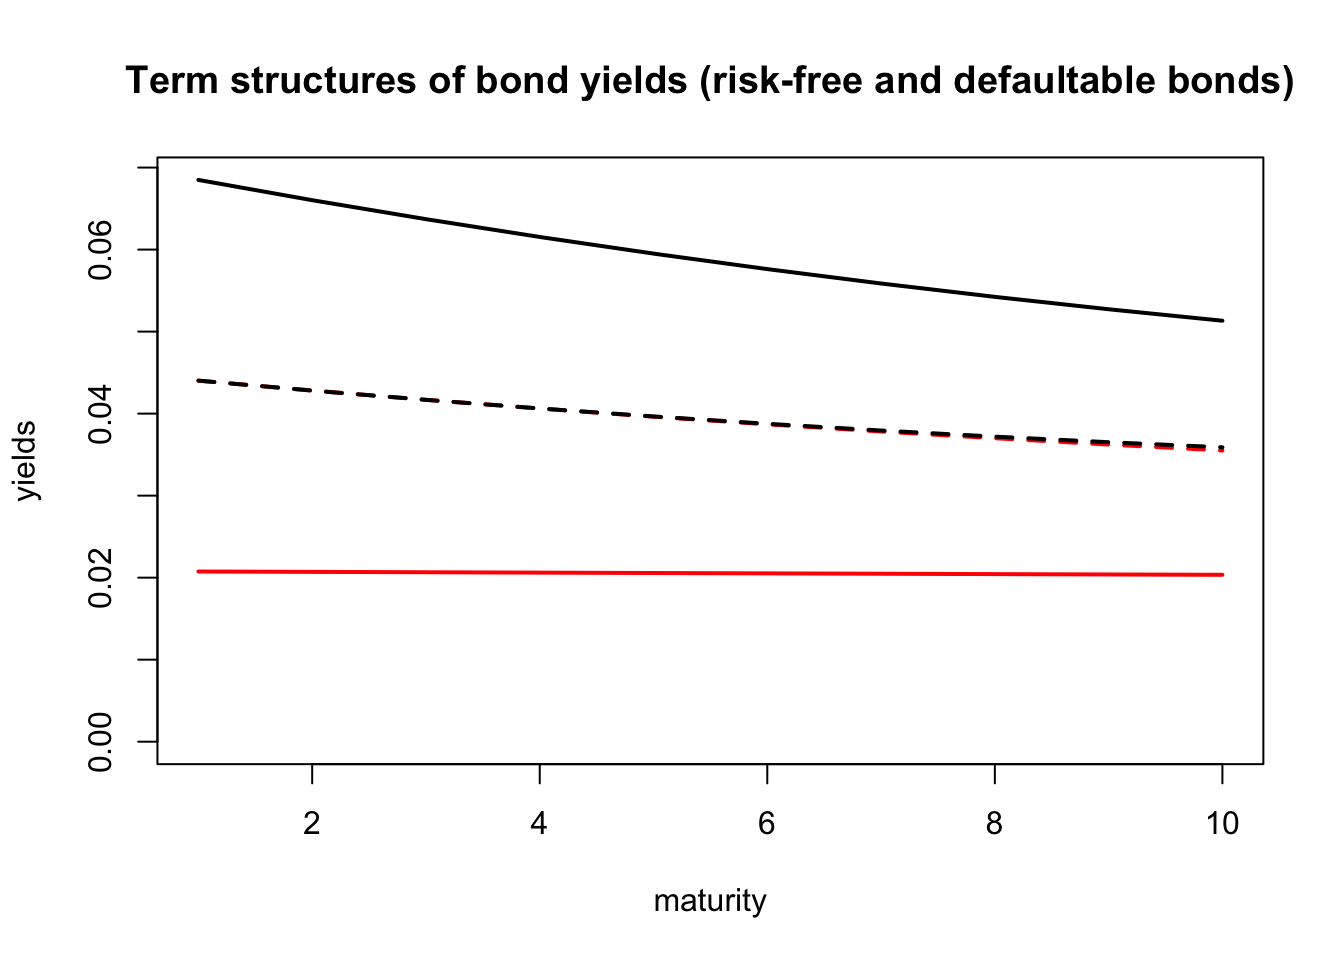 Term structures of bond yields (risk-free and defaultable bonds)
yields
0.06
0.04
0.02
0.00
2 4 6 8 10
maturity